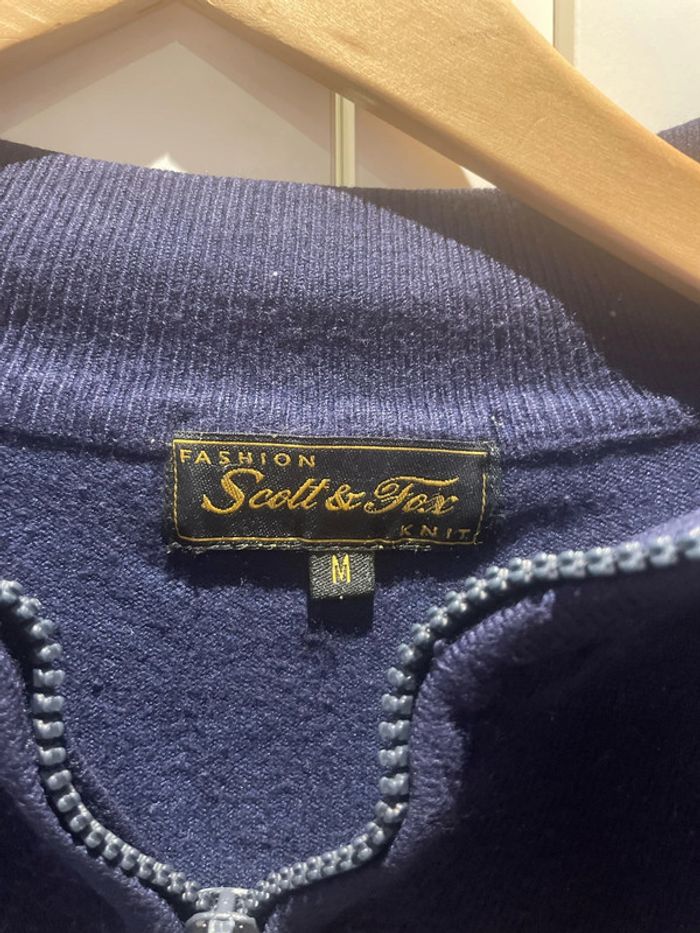 FASHION
Scott & Fox
KNIT
M